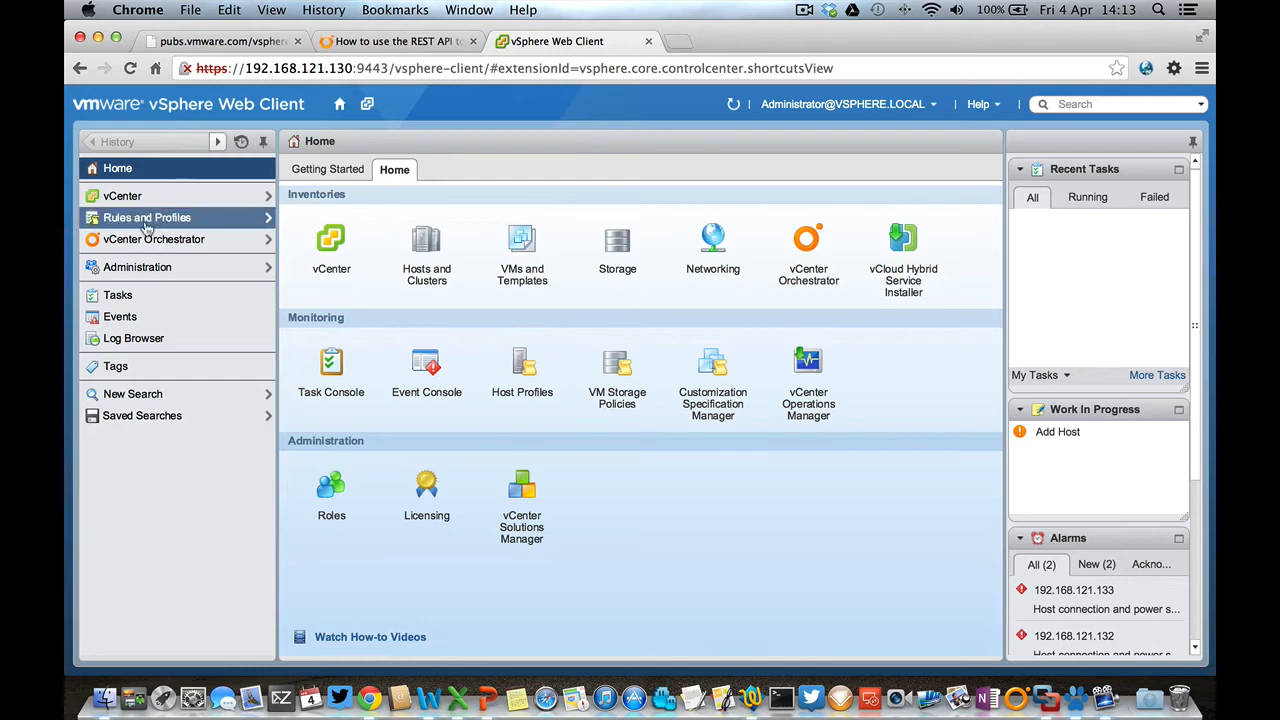 Chrome File Edit View History Bookmarks Window Help 100% Fri 4 Apr 14:13
pubs.vmware.com/vsphere How to use the REST API to vSphere Web Client
https://192.168.121.130:9443/vsphere-client/#extensionId=vsphere.core.controlcenter.shortcutsView
vmware® vSphere Web Client Administrator@VSPHERE.LOCAL Help Search
History
Home
vCenter
Rules and Profiles
vCenter Orchestrator
Administration
Tasks
Events
Log Browser
Tags
New Search
Saved Searches
Home
Getting Started Home
Inventories
vCenter
Hosts and
Clusters
VMs and
Templates
Storage
Networking
vCenter
Orchestrator
vCloud Hybrid
Service
Installer
Monitoring
Task Console
Event Console
Host Profiles
VM Storage
Policies
Customization
Specification
Manager
vCenter
Operations
Manager
Administration
Roles
Licensing
vCenter
Solutions
Manager
Watch How-to Videos
Recent Tasks
All Running Failed
My Tasks More Tasks
Work In Progress
Add Host
Alarms
All (2) New (2) Ackno...
192.168.121.133
Host connection and power s...
192.168.121.132
Host connection and power s...